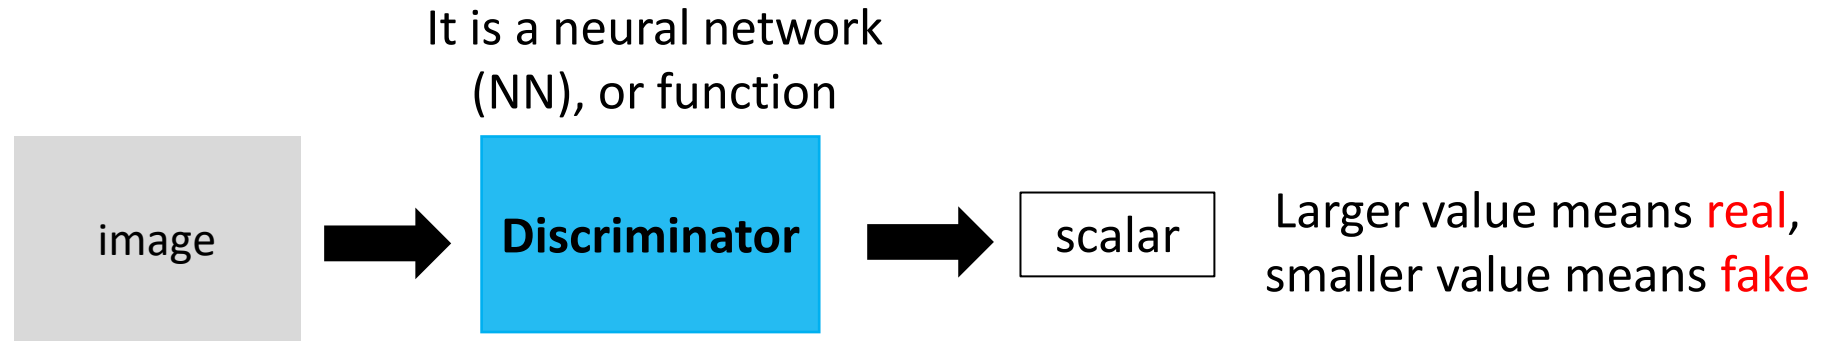 It is a neural network
(NN), or function
image
Discriminator
scalar
Larger value means real,
smaller value means fake